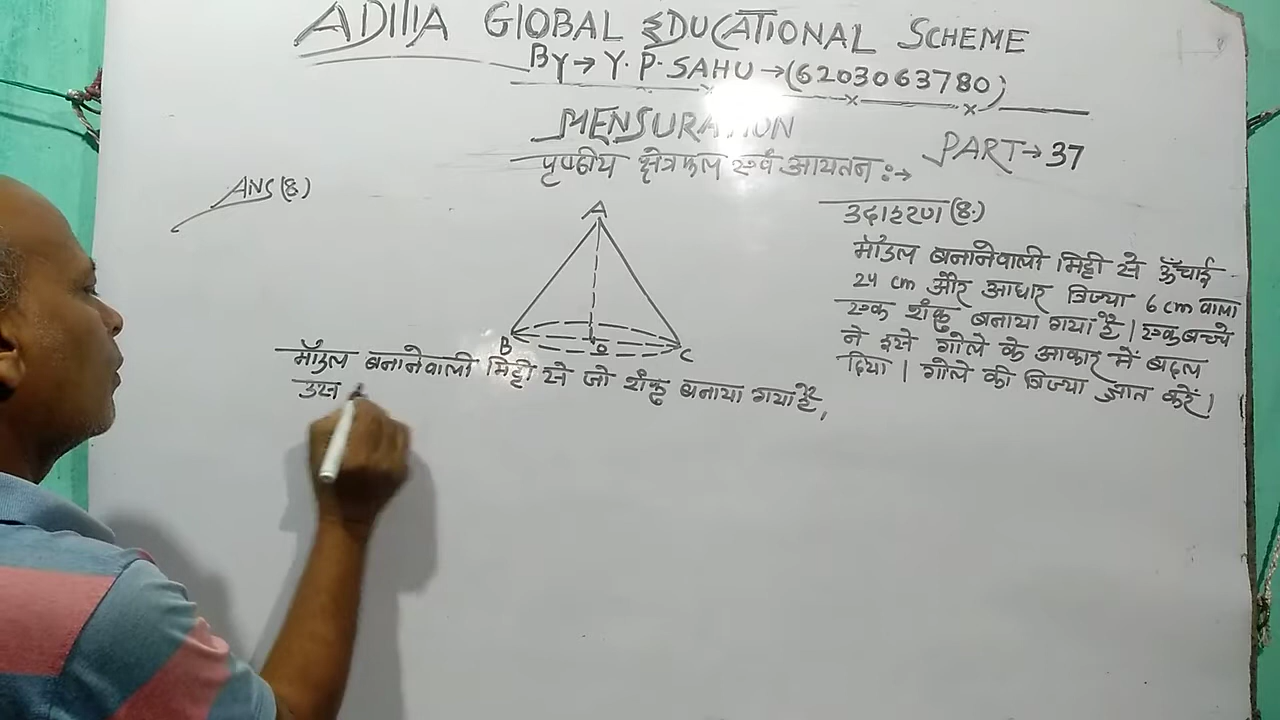 ADITIA GLOBAL EDUCATIONAL SCHEME
BY→ Y. P. SAHU →(6203063780)
MENSURATION
PART→37
पृष्ठीय क्षेत्रफल एवं आयतन :→
ANS (8)
उदाहरण (8.)
मॉडल बनानेवाली मिट्टी से ऊँचाई
24 cm और आधार त्रिज्या 6 cm वाला
एक शंकु बनाया गया है । एक बच्चे
ने इसे गोले के आकार में बदल
दिया । गोले की त्रिज्या ज्ञात करें।
A
B
O
C
मॉडल बनानेवाली मिट्टी से जो शंकु बनाया गया है,
उस